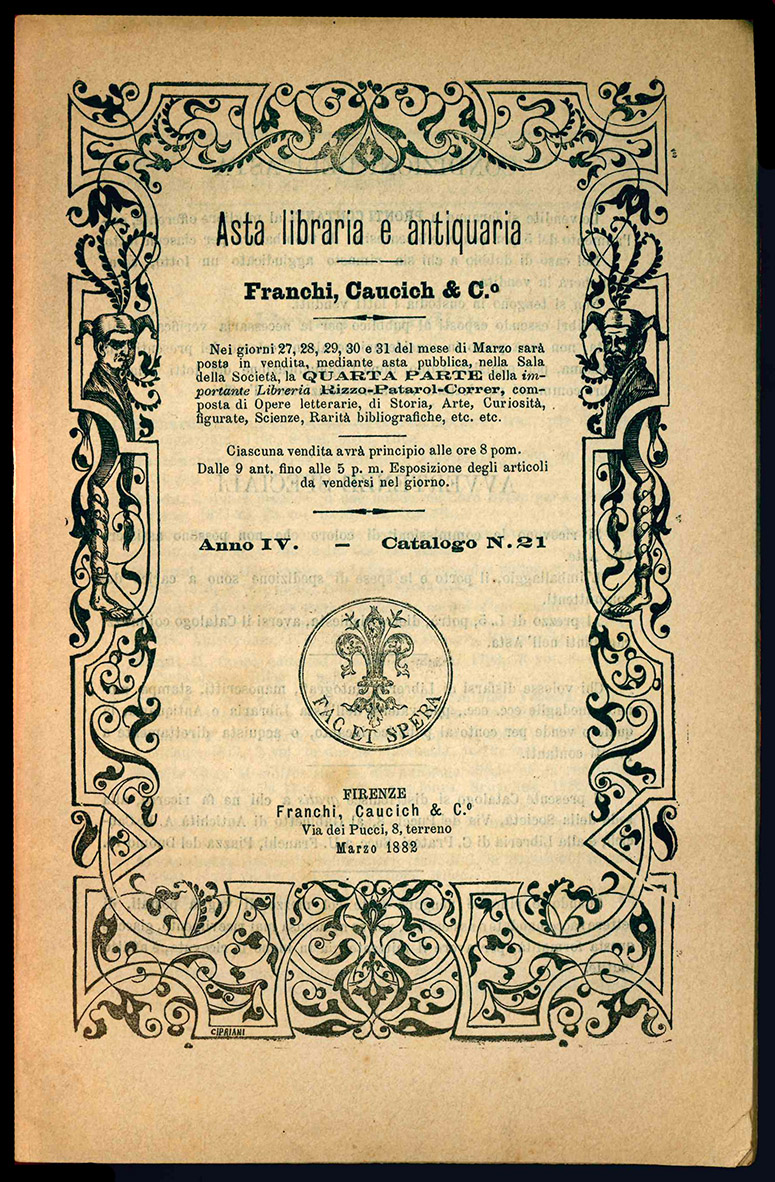 Asta libraria e antiquaria
Franchi, Caucich & C.º
Nei giorni 27, 28, 29, 30 e 31 del mese di Marzo sarà
posta in vendita, mediante asta pubblica, nella Sala
della Società, la QUARTA PARTE della im-
portante Libreria Rizzo-Patarol-Correr, com-
posta di Opere letterarie, di Storia, Arte, Curiosità,
figurate, Scienze, Rarità bibliografiche, etc. etc.
Ciascuna vendita avrà principio alle ore 8 pom.
Dalle 9 ant. fino alle 5 p. m. Esposizione degli articoli
da vendersi nel giorno.
Anno IV. – Catalogo N. 21
FAC ET SPERA
FIRENZE
Franchi, Caucich & C.º
Via dei Pucci, 8, terreno
Marzo 1882
CIPRIANI